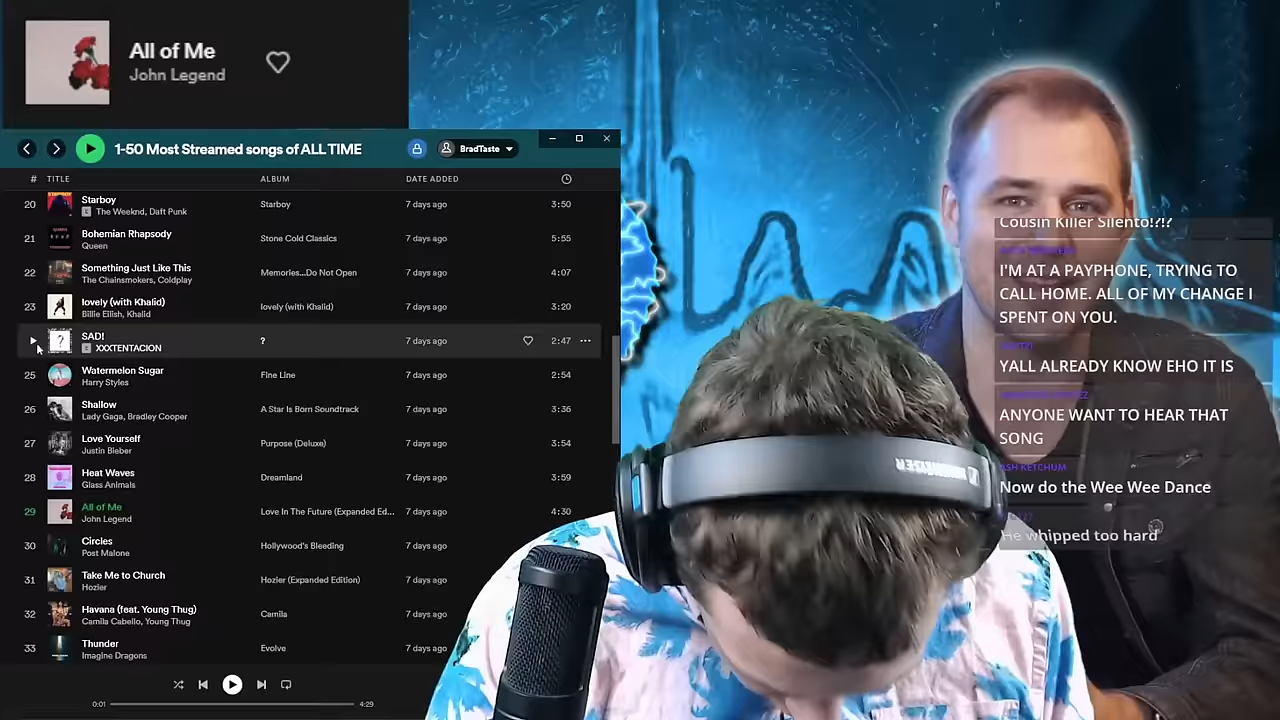 All of Me
John Legend
1-50 Most Streamed songs of ALL TIME
BradTaste
# TITLE ALBUM DATE ADDED
20 Starboy Starboy 7 days ago 3:50
E The Weeknd, Daft Punk
21 Bohemian Rhapsody Stone Cold Classics 7 days ago 5:55
Queen
22 Something Just Like This Memories...Do Not Open 7 days ago 4:07
The Chainsmokers, Coldplay
23 lovely (with Khalid) lovely (with Khalid) 7 days ago 3:20
Billie Eilish, Khalid
SAD! ? 7 days ago 2:47
E XXXTENTACION
25 Watermelon Sugar Fine Line 7 days ago 2:54
Harry Styles
26 Shallow A Star Is Born Soundtrack 7 days ago 3:36
Lady Gaga, Bradley Cooper
27 Love Yourself Purpose (Deluxe) 7 days ago 3:54
Justin Bieber
28 Heat Waves Dreamland 7 days ago 3:59
Glass Animals
29 All of Me Love In The Future (Expanded Ed... 7 days ago 4:30
John Legend
30 Circles Hollywood's Bleeding 7 days ago
Post Malone
31 Take Me to Church Hozier (Expanded Edition) 7 days ago
Hozier
32 Havana (feat. Young Thug) Camila 7 days ago
Camila Cabello, Young Thug
33 Thunder Evolve 7 days ago
Imagine Dragons
0:01 4:29
Cousin Killer Silento!?!?
I'M AT A PAYPHONE, TRYING TO
CALL HOME. ALL OF MY CHANGE I
SPENT ON YOU.
YALL ALREADY KNOW EHO IT IS
ANYONE WANT TO HEAR THAT
SONG
ASH KETCHUM
Now do the Wee Wee Dance
He whipped too hard
SENNHEISER